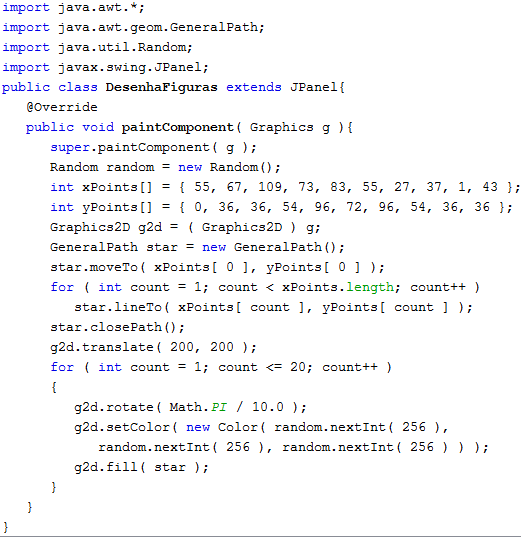 import java.awt.*;
import java.awt.geom.GeneralPath;
import java.util.Random;
import javax.swing.JPanel;
public class DesenhaFiguras extends JPanel{
   @Override
   public void paintComponent( Graphics g ){
      super.paintComponent( g );
      Random random = new Random();
      int xPoints[] = { 55, 67, 109, 73, 83, 55, 27, 37, 1, 43 };
      int yPoints[] = { 0, 36, 36, 54, 96, 72, 96, 54, 36, 36 };
      Graphics2D g2d = ( Graphics2D ) g;
      GeneralPath star = new GeneralPath();
      star.moveTo( xPoints[ 0 ], yPoints[ 0 ] );
      for ( int count = 1; count < xPoints.length; count++ )
         star.lineTo( xPoints[ count ], yPoints[ count ] );
      star.closePath();
      g2d.translate( 200, 200 );
      for ( int count = 1; count <= 20; count++ )
      {
         g2d.rotate( Math.PI / 10.0 );
         g2d.setColor( new Color( random.nextInt( 256 ),
            random.nextInt( 256 ), random.nextInt( 256 ) ) );
         g2d.fill( star );
      }
   }
}